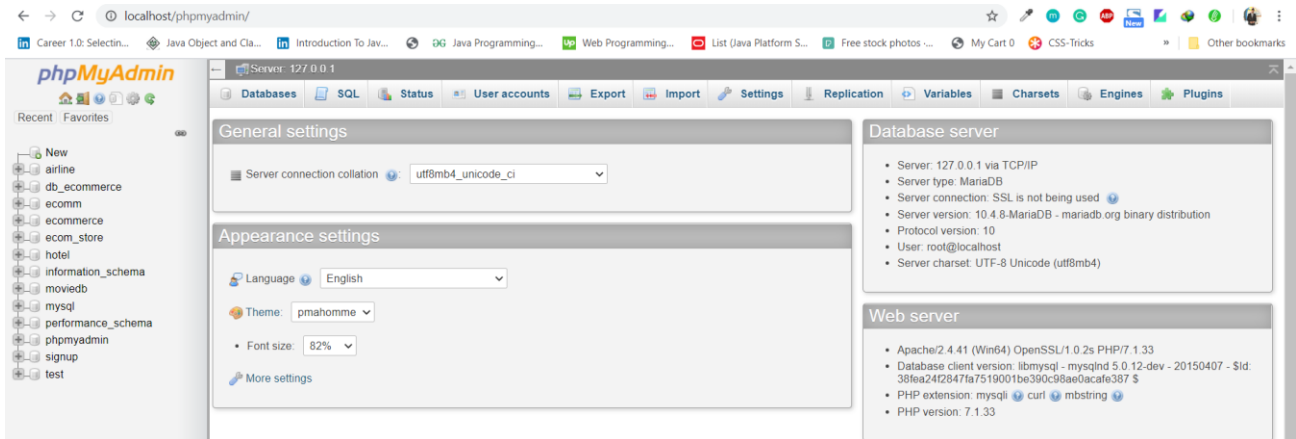 localhost/phpmyadmin/
New
Career 1.0: Selectin... Java Object and Cla... Introduction To Jav... Java Programming... Web Programming... List (Java Platform S... Free stock photos -... My Cart 0 CSS-Tricks » Other bookmarks
phpMyAdmin
Recent Favorites
New
airline
db_ecommerce
ecomm
ecommerce
ecom_store
hotel
information_schema
moviedb
mysql
performance_schema
phpmyadmin
signup
test
Server: 127.0.0.1
Databases SQL Status User accounts Export Import Settings Replication Variables Charsets Engines Plugins
General settings
Server connection collation : utf8mb4_unicode_ci
Appearance settings
Language English
Theme: pmahomme
• Font size: 82%
More settings
Database server
• Server: 127.0.0.1 via TCP/IP
• Server type: MariaDB
• Server connection: SSL is not being used
• Server version: 10.4.8-MariaDB - mariadb.org binary distribution
• Protocol version: 10
• User: root@localhost
• Server charset: UTF-8 Unicode (utf8mb4)
Web server
• Apache/2.4.41 (Win64) OpenSSL/1.0.2s PHP/7.1.33
• Database client version: libmysql - mysqlnd 5.0.12-dev - 20150407 - $Id:
38fea24f2847fa7519001be390c98ae0acafe387 $
• PHP extension: mysqli curl mbstring
• PHP version: 7.1.33